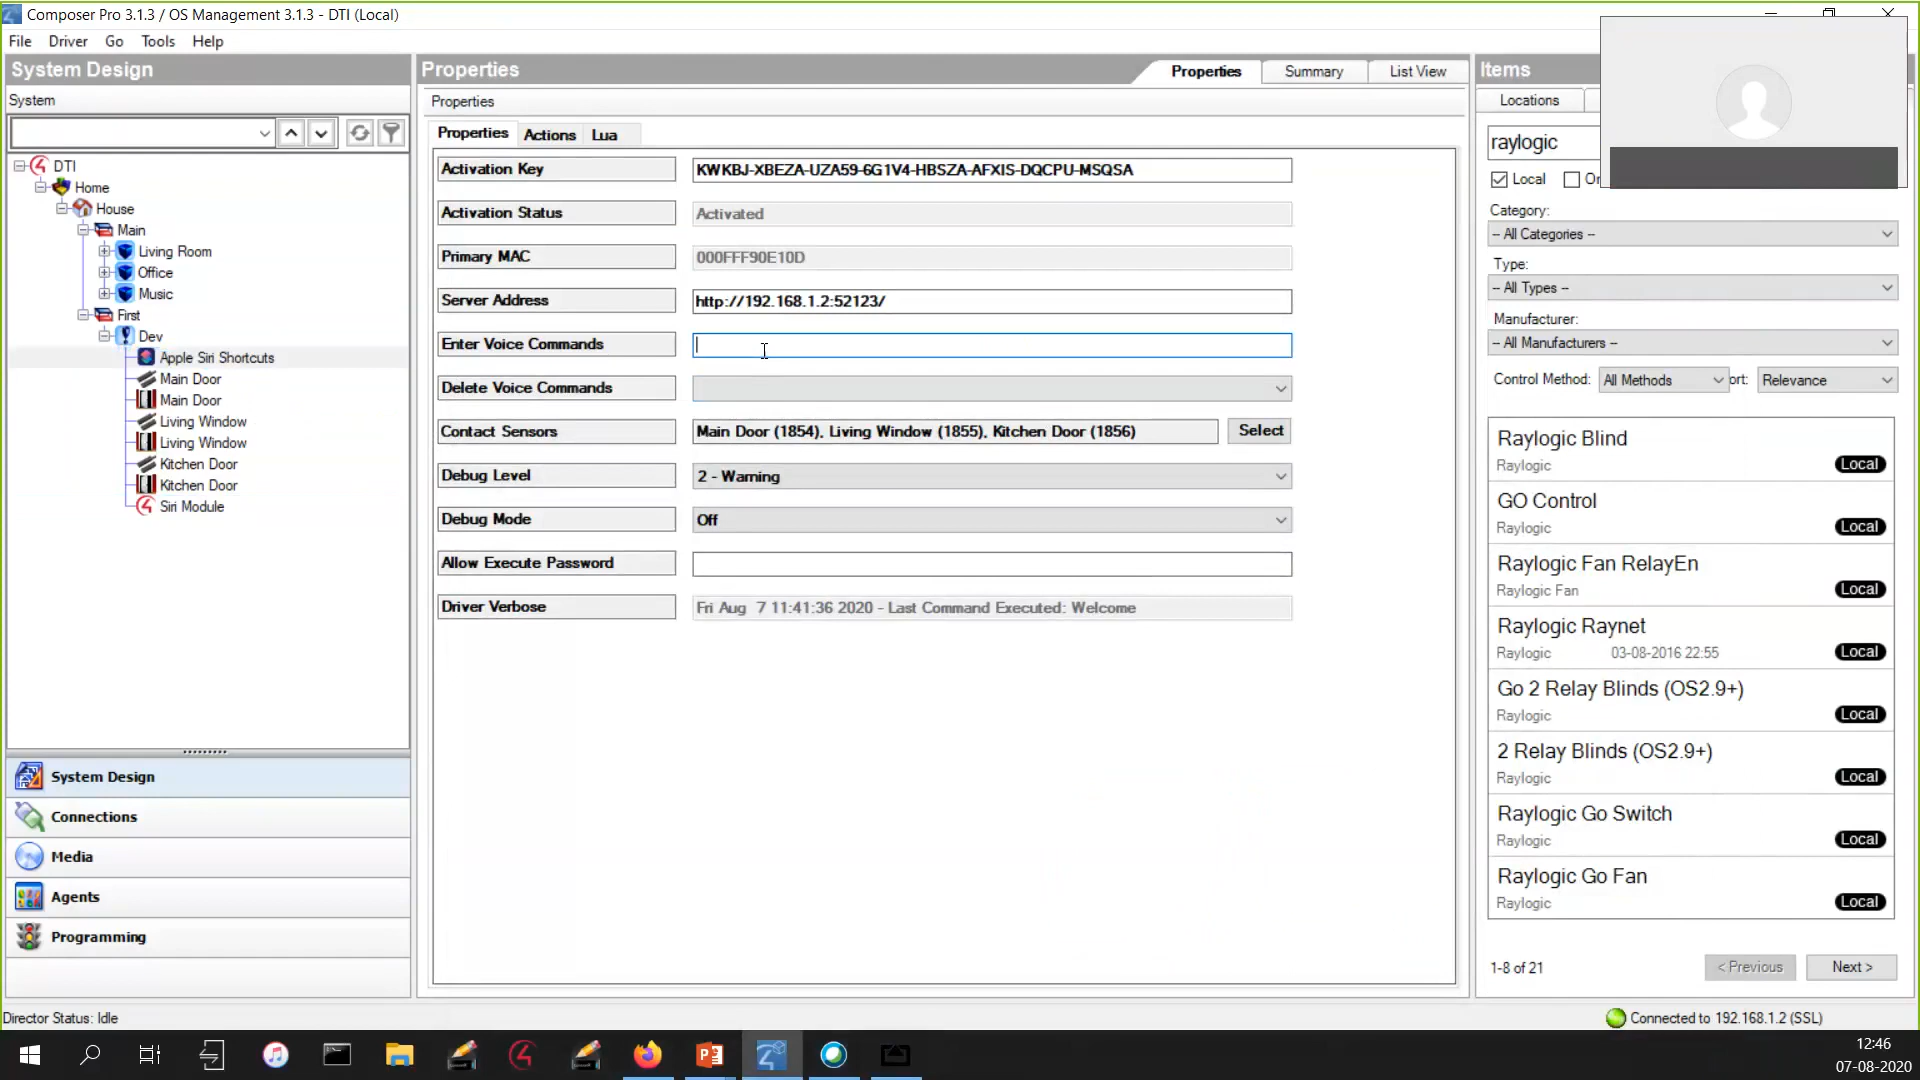 Composer Pro 3.1.3 / OS Management 3.1.3 - DTI (Local)
File Driver Go Tools Help
System Design
System
DTI
Home
House
Main
Living Room
Office
Music
First
Dev
Apple Siri Shortcuts
Main Door
Main Door
Living Window
Living Window
Kitchen Door
Kitchen Door
Siri Module
System Design
Connections
Media
Agents
Programming
Properties
Properties Summary List View
Properties
Properties Actions Lua
Activation Key KWKBJ-XBEZA-UZA59-6G1V4-HBSZA-AFXIS-DQCPU-MSQSA
Activation Status Activated
Primary MAC 000FFF90E10D
Server Address http://192.168.1.2:52123/
Enter Voice Commands
Delete Voice Commands
Contact Sensors Main Door (1854), Living Window (1855), Kitchen Door (1856) Select
Debug Level 2 - Warning
Debug Mode Off
Allow Execute Password
Driver Verbose Fri Aug 7 11:41:36 2020 - Last Command Executed: Welcome
Items
Locations
raylogic
Local
Category:
-- All Categories --
Type:
-- All Types --
Manufacturer:
-- All Manufacturers --
Control Method: All Methods ort: Relevance
Raylogic Blind
Raylogic Local
GO Control
Raylogic Local
Raylogic Fan RelayEn
Raylogic Fan Local
Raylogic Raynet
Raylogic 03-08-2016 22:55 Local
Go 2 Relay Blinds (OS2.9+)
Raylogic Local
2 Relay Blinds (OS2.9+)
Raylogic Local
Raylogic Go Switch
Raylogic Local
Raylogic Go Fan
Raylogic Local
1-8 of 21 < Previous Next >
Director Status: Idle Connected to 192.168.1.2 (SSL)
12:46
07-08-2020